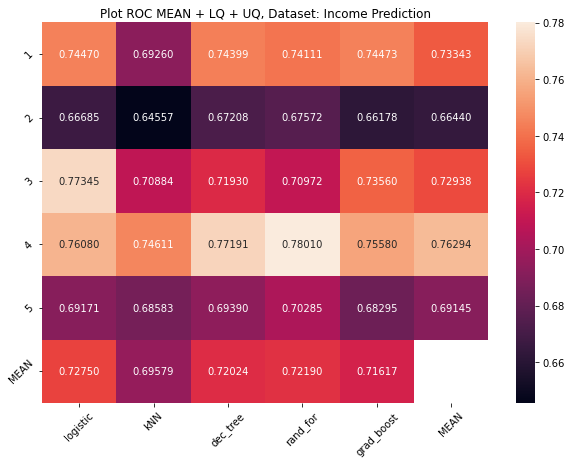 Plot ROC MEAN + LQ + UQ, Dataset: Income Prediction
1 0.74470 0.69260 0.74399 0.74111 0.74473 0.73343
2 0.66685 0.64557 0.67208 0.67572 0.66178 0.66440
3 0.77345 0.70884 0.71930 0.70972 0.73560 0.72938
4 0.76080 0.74611 0.77191 0.78010 0.75580 0.76294
5 0.69171 0.68583 0.69390 0.70285 0.68295 0.69145
MEAN 0.72750 0.69579 0.72024 0.72190 0.71617
logistic kNN dec_tree rand_for grad_boost MEAN
0.78
0.76
0.74
0.72
0.70
0.68
0.66